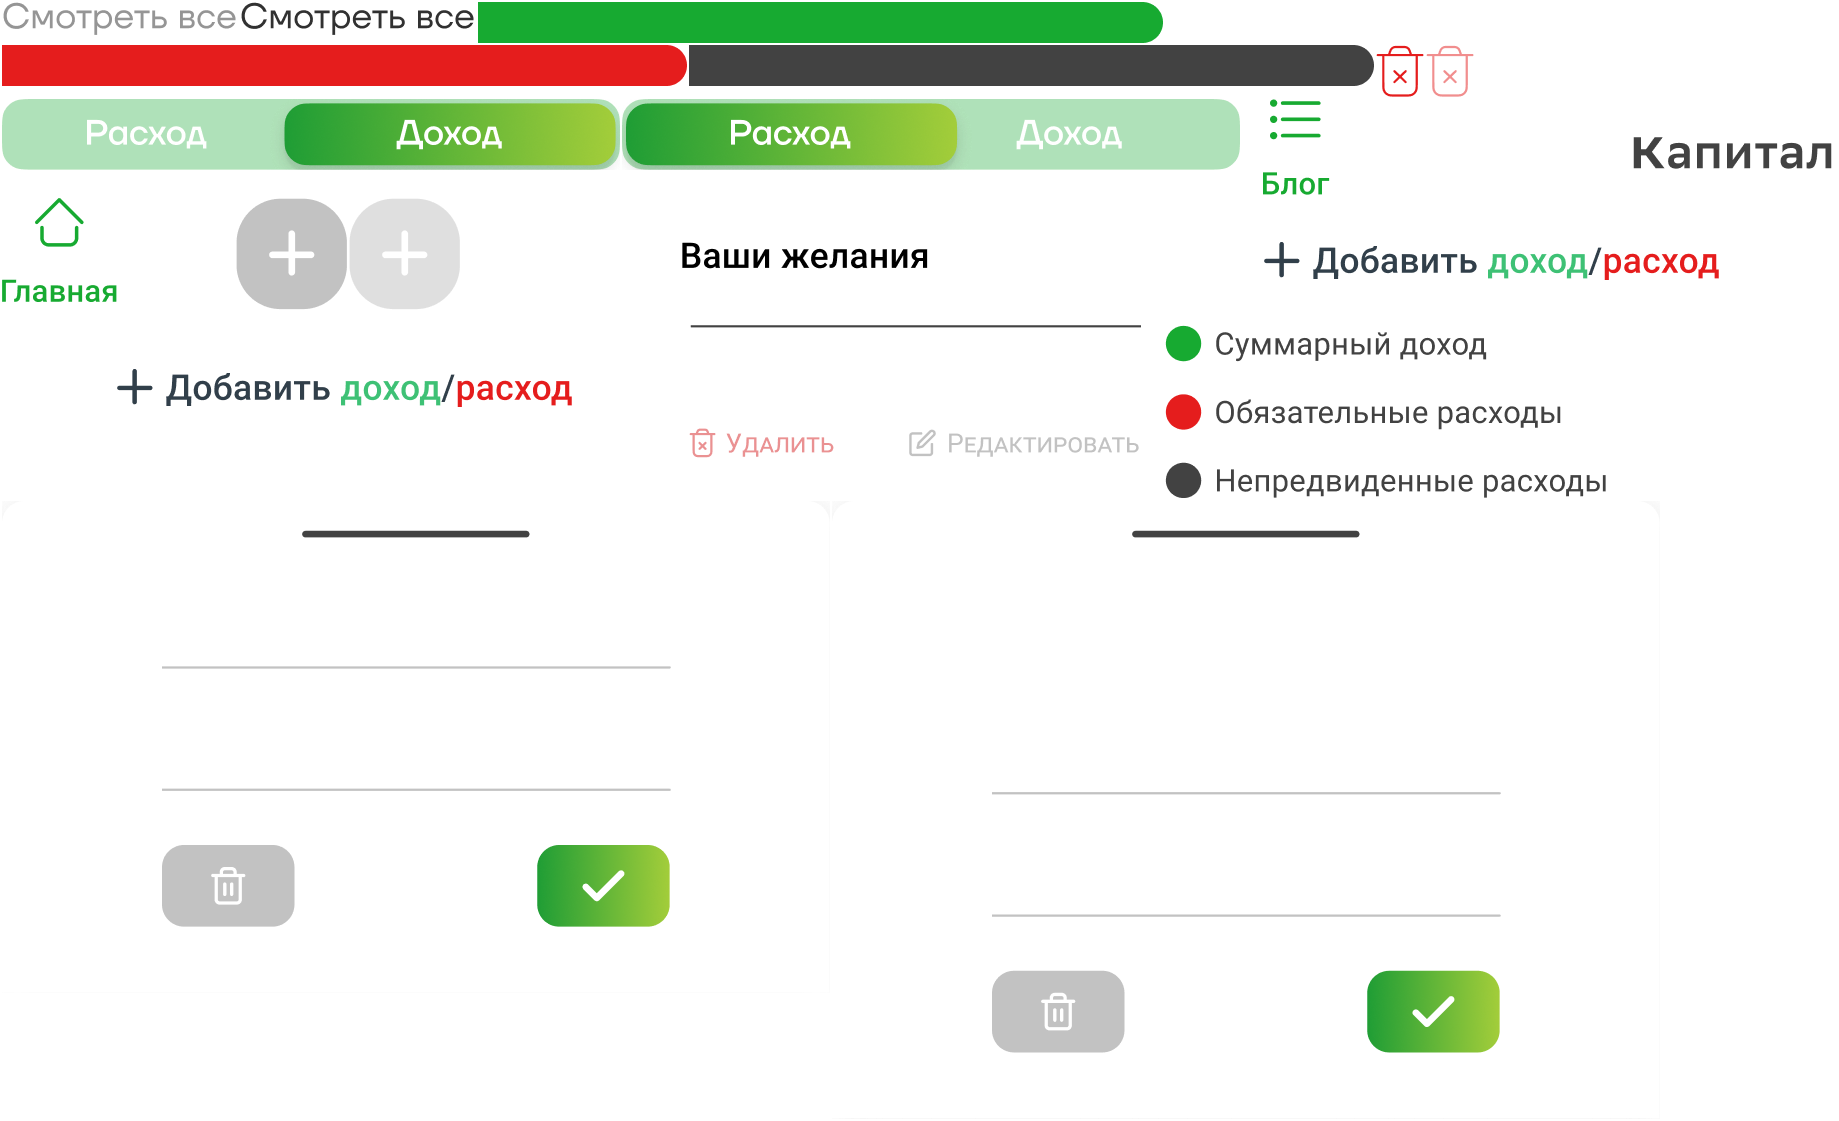 Смотреть все
Смотреть все
Расход
Доход
Расход
Доход
Блог
Капитал
Главная
Ваши желания
Добавить доход/расход
Суммарный доход
Добавить доход/расход
Обязательные расходы
Удалить
Редактировать
Непредвиденные расходы